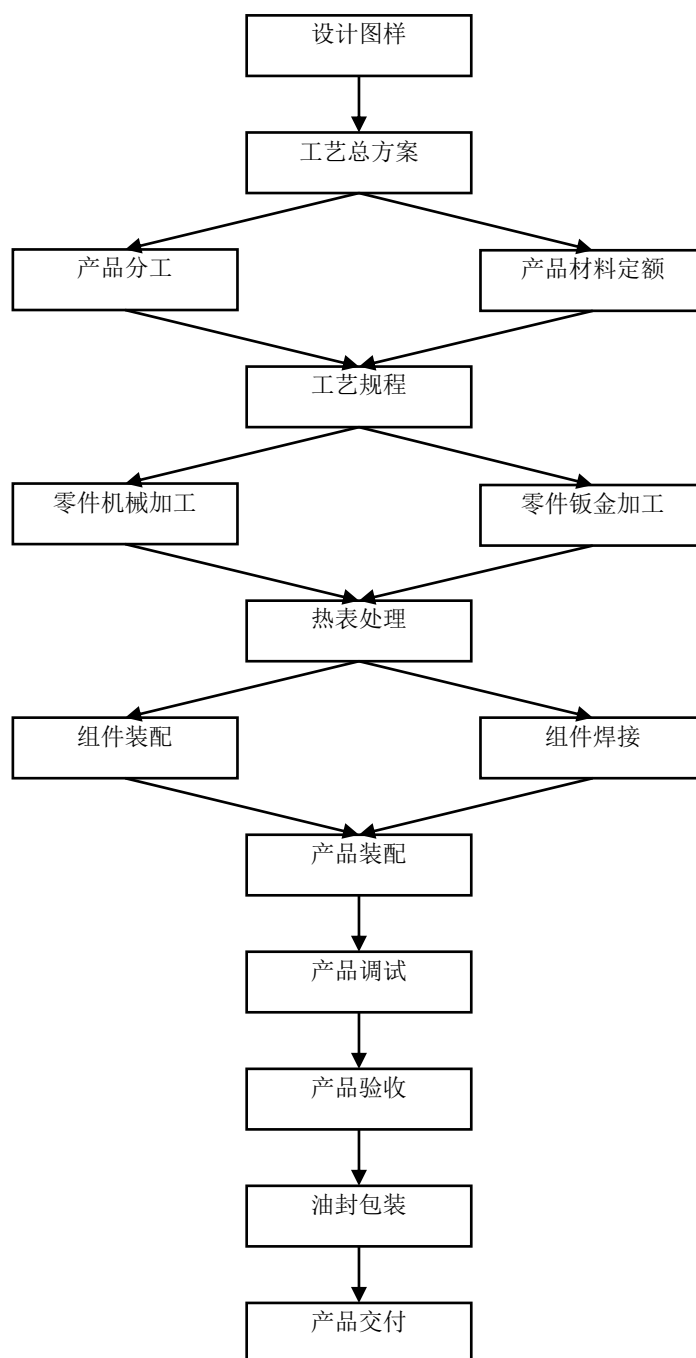 设计图样
工艺总方案
产品分工
产品材料定额
工艺规程
零件机械加工
零件钣金加工
热表处理
组件装配
组件焊接
产品装配
产品调试
产品验收
油封包装
产品交付